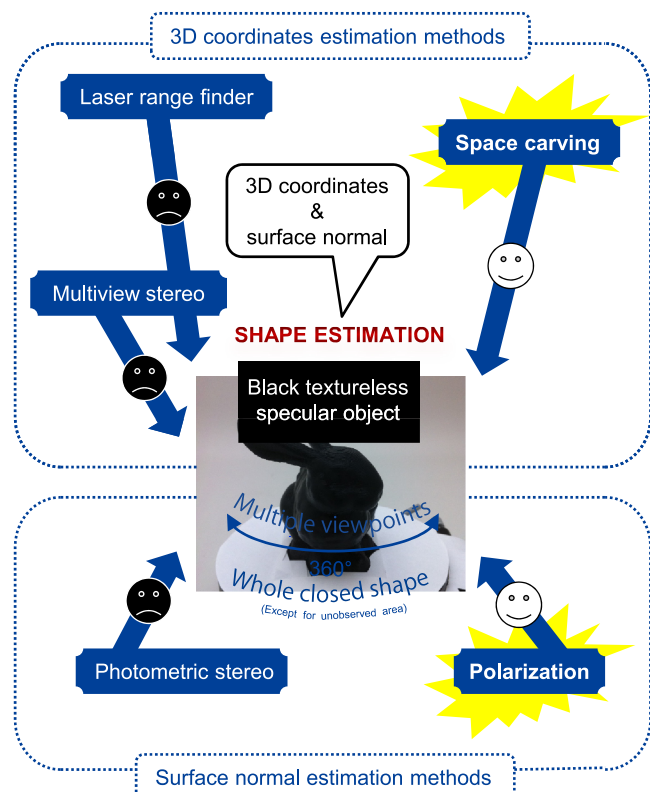 3D coordinates estimation methods
Laser range finder
Space carving
3D coordinates
&
surface normal
Multiview stereo
SHAPE ESTIMATION
Black textureless
specular object
Multiple viewpoints
360°
Whole closed shape
(Except for unobserved area)
Photometric stereo
Polarization
Surface normal estimation methods